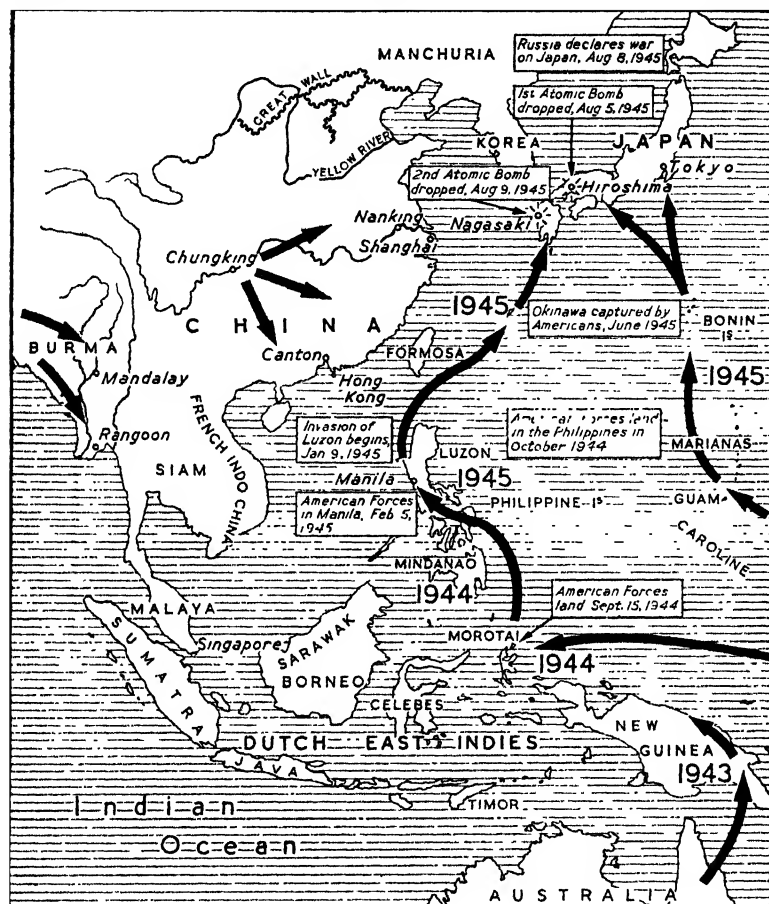 MANCHURIA
Russia declares war
on Japan, Aug 8, 1945
1st Atomic Bomb
dropped, Aug 5, 1945
GREAT WALL
YELLOW RIVER
KOREA
JAPAN
Tokyo
2nd Atomic Bomb
dropped, Aug 9, 1945
Hiroshima
Nanking
Nagasaki
Shanghai
Chungking
CHINA
1945
Okinawa captured by
Americans, June 1945
BONIN
Is
BURMA
Canton
FORMOSA
1945
Mandalay
Hong
Kong
FRENCH INDO CHINA
Invasion of
Luzon begins,
Jan 9, 1945
LUZON
Forces land
in the Philippines in
October 1944
MARIANAS
Rangoon
SIAM
Manila
1945
American Forces
in Manila, Feb 5,
1945
PHILIPPINE Is
GUAM
CAROLINE
MINDANAO
1944
American Forces
land Sept. 15, 1944
MALAYA
Singapore
SARAWAK
MOROTAI
1944
SUMATRA
BORNEO
CELEBES
NEW
GUINEA
DUTCH EAST INDIES
1943
JAVA
TIMOR
Indian
Ocean
AUSTRALIA